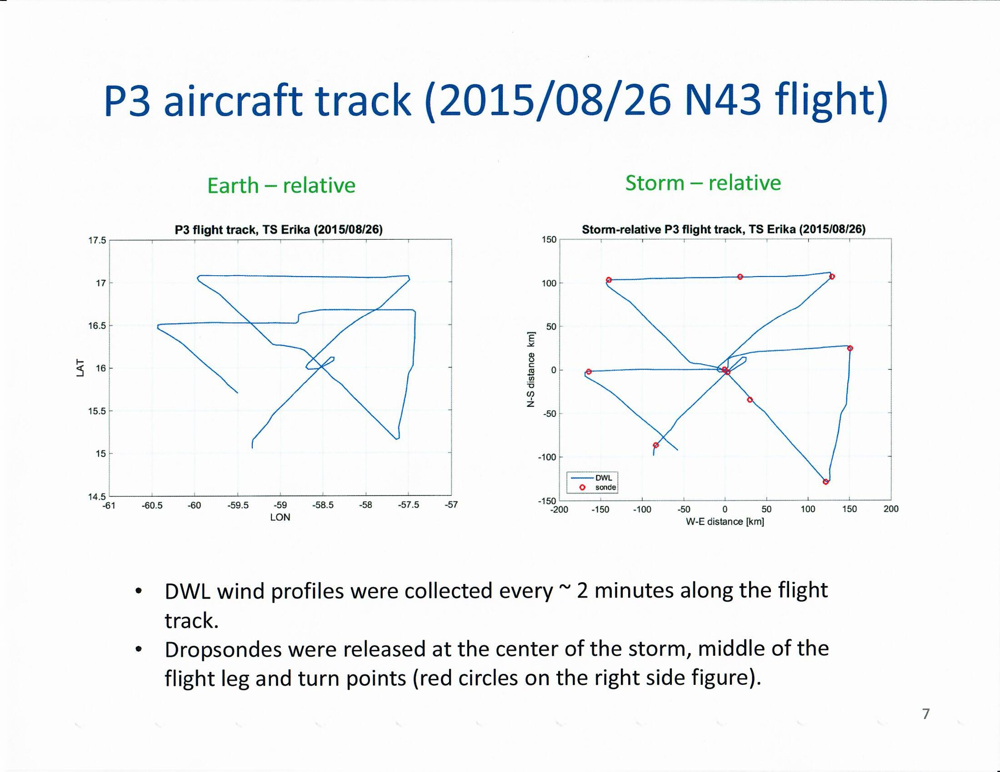 P3 aircraft track (2015/08/26 N43 flight)
Earth – relative
Storm – relative
P3 flight track, TS Erika (2015/08/26)
17.5
17
16.5
16
15.5
15
14.5
LAT
-61 -60.5 -60 -59.5 -59 -58.5 -58 -57.5 -57
LON
Storm-relative P3 flight track, TS Erika (2015/08/26)
150
100
50
0
-50
-100
-150
N-S distance km]
DWL
sonde
-200 -150 -100 -50 0 50 100 150 200
W-E distance [km]
• DWL wind profiles were collected every ~ 2 minutes along the flight
track.
• Dropsondes were released at the center of the storm, middle of the
flight leg and turn points (red circles on the right side figure).
7